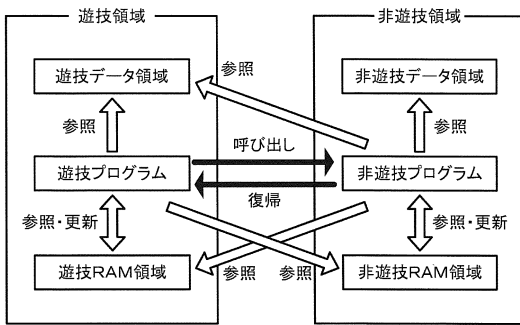 遊技領域
非遊技領域
遊技データ領域
参照
非遊技データ領域
参照
参照
呼び出し
遊技プログラム
非遊技プログラム
復帰
参照・更新
参照・更新
遊技RAM領域
参照
参照
非遊技RAM領域